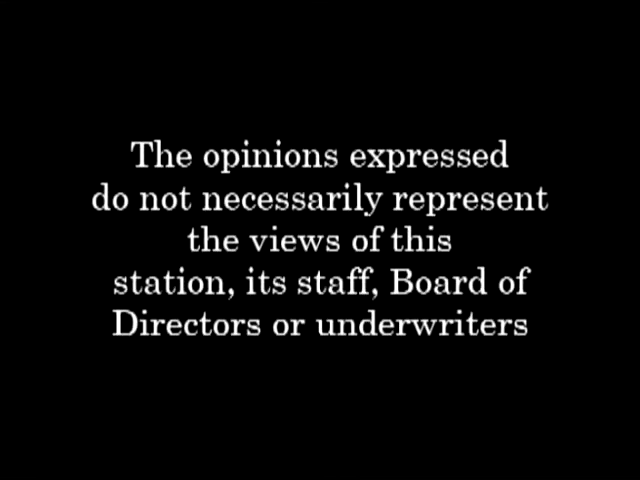 The opinions expressed
do not necessarily represent
the views of this
station, its staff, Board of
Directors or underwriters